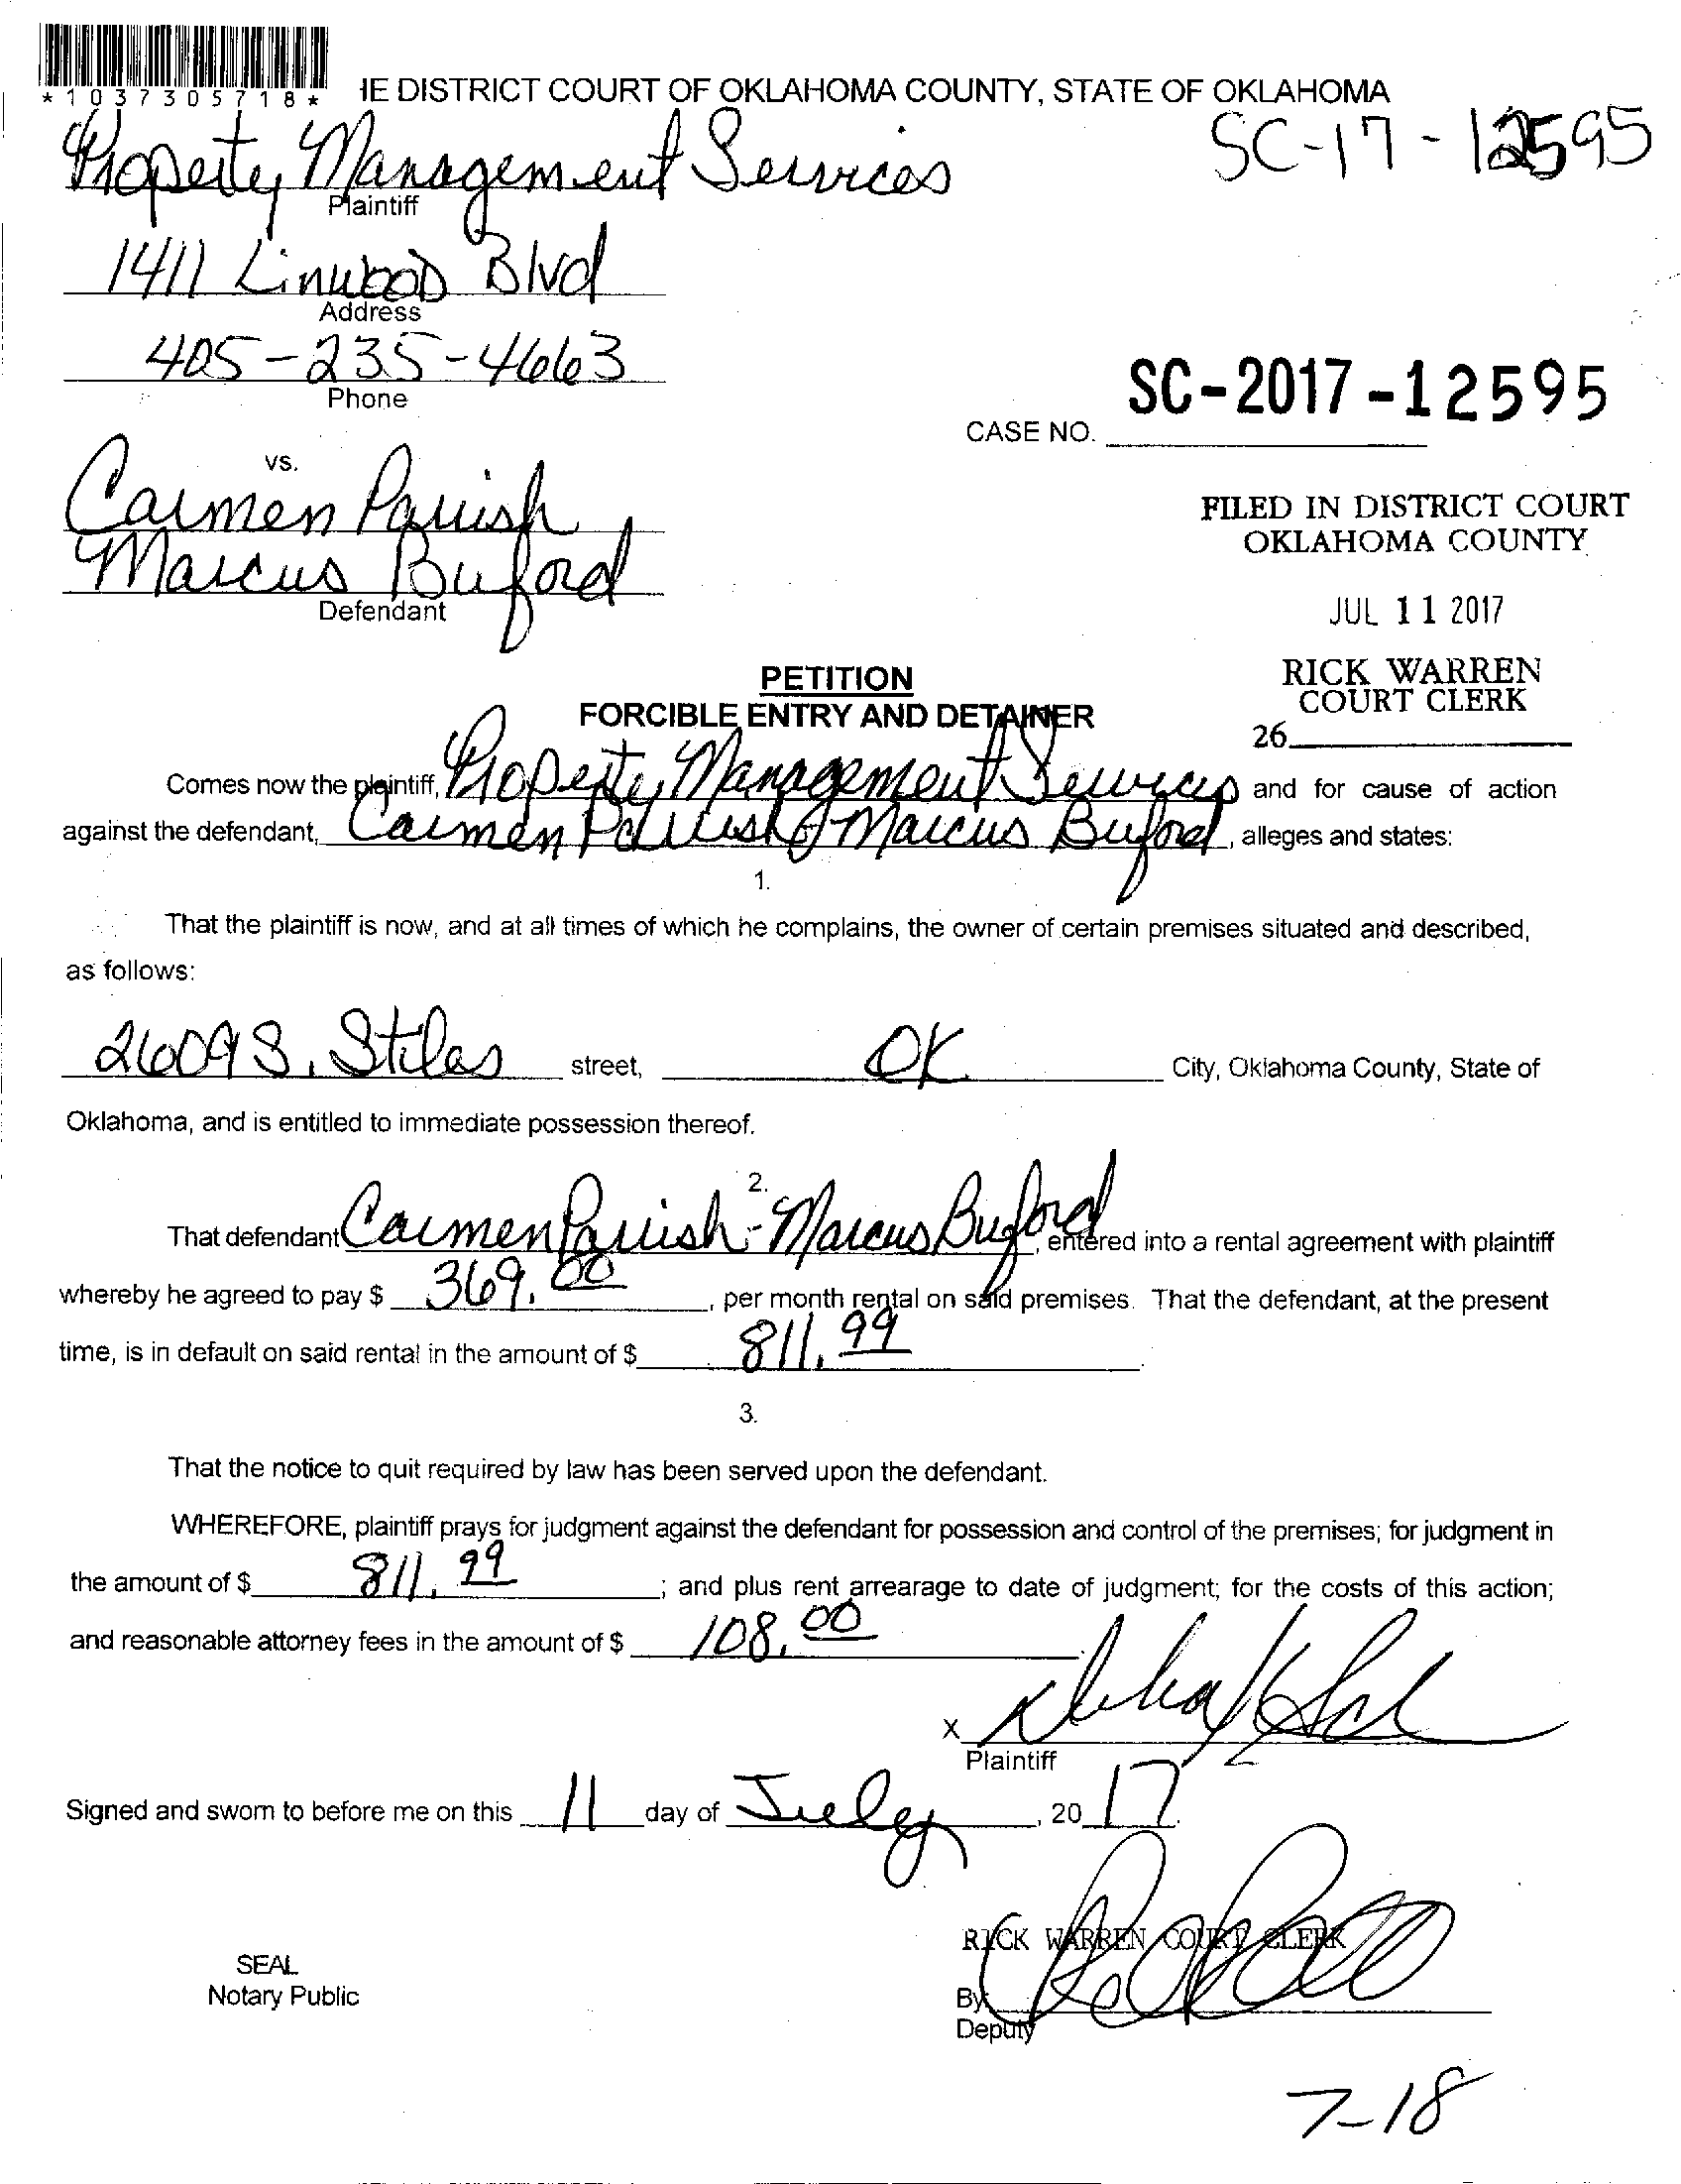 *1037305718*
IE DISTRICT COURT OF OKLAHOMA COUNTY, STATE OF OKLAHOMA
Property Management Services
SC-17-12595
Plaintiff
1411 Linwood Blvd
Address
405-235-4663
Phone
SC-2017-12595
CASE NO.
vs.
Carmen Parrish
Marcus Buford
Defendant
FILED IN DISTRICT COURT
OKLAHOMA COUNTY
JUL 11 2017
RICK WARREN
COURT CLERK
26
PETITION
FORCIBLE ENTRY AND DETAINER
Comes now the plaintiff, Property Management Services and for cause of action
against the defendant, Carmen Parrish & Marcus Buford, alleges and states:
1.
That the plaintiff is now, and at all times of which he complains, the owner of certain premises situated and described,
as follows:
2609 S. Stiles street, OK City, Oklahoma County, State of
Oklahoma, and is entitled to immediate possession thereof.
2.
That defendant Carmen Parrish - Marcus Buford, entered into a rental agreement with plaintiff
whereby he agreed to pay $ 369.00, per month rental on said premises. That the defendant, at the present
time, is in default on said rental in the amount of $ 811.99.
3.
That the notice to quit required by law has been served upon the defendant.
WHEREFORE, plaintiff prays for judgment against the defendant for possession and control of the premises; for judgment in
the amount of $ 811.99; and plus rent arrearage to date of judgment; for the costs of this action;
and reasonable attorney fees in the amount of $ 108.00
X
Plaintiff
Signed and sworn to before me on this 11 day of July, 2017.
RICK WARREN COURT CLERK
SEAL
Notary Public
By
Deputy
7-18